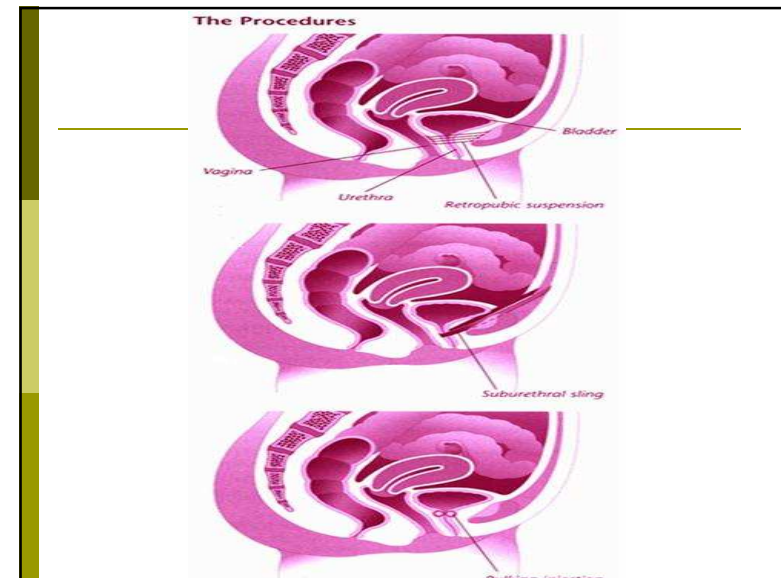 The Procedures
Bladder
Vagina
Urethra
Retropubic suspension
Suburethral sling